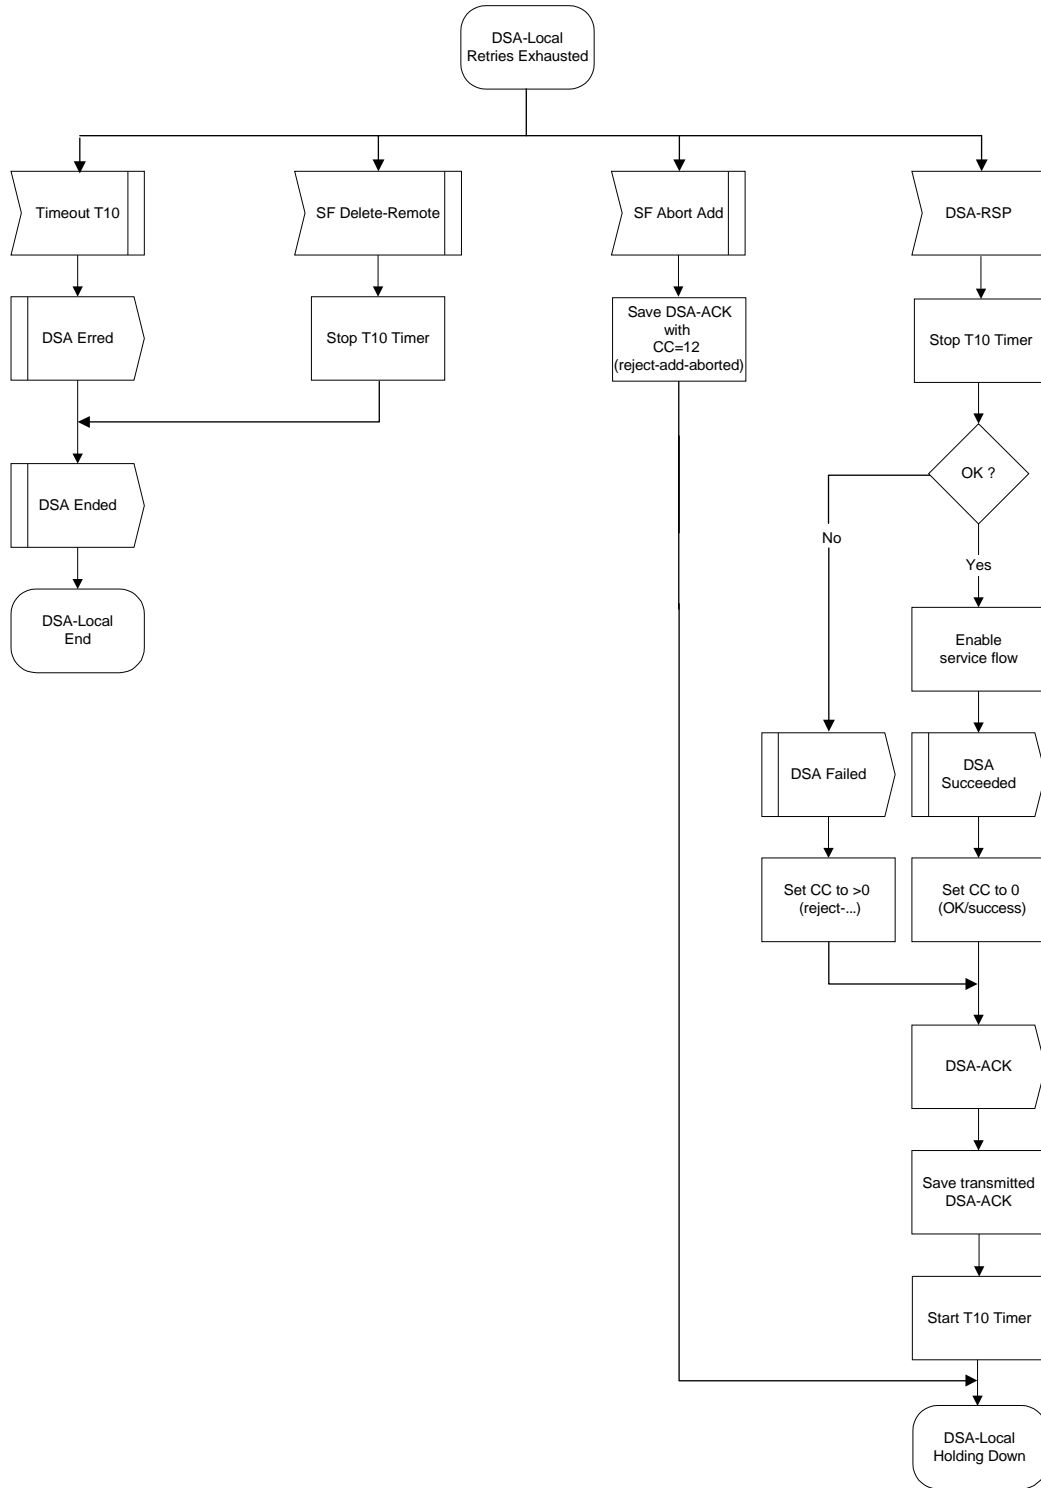 DSA-Local
Retries Exhausted
Timeout T10
SF Delete-Remote
SF Abort Add
DSA-RSP
DSA Erred
Stop T10 Timer
Save DSA-ACK
with
CC=12
(reject-add-aborted)
Stop T10 Timer
OK ?
DSA Ended
No
Yes
DSA-Local
End
Enable
service flow
DSA Failed
DSA
Succeeded
Set CC to >0
(reject-...)
Set CC to 0
(OK/success)
DSA-ACK
Save transmitted
DSA-ACK
Start T10 Timer
DSA-Local
Holding Down